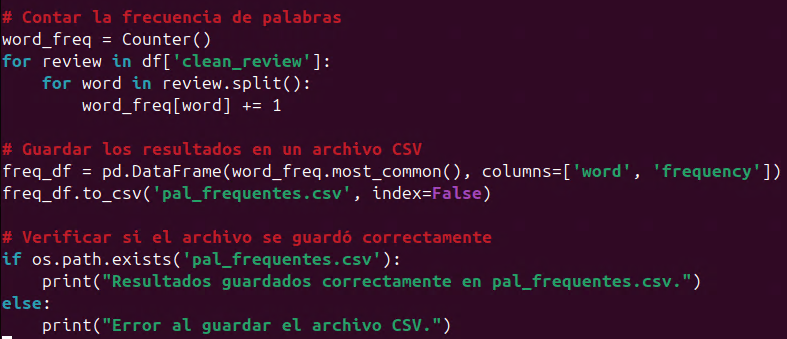 # Contar la frecuencia de palabras
word_freq = Counter()
for review in df['clean_review']:
    for word in review.split():
        word_freq[word] += 1

# Guardar los resultados en un archivo CSV
freq_df = pd.DataFrame(word_freq.most_common(), columns=['word', 'frequency'])
freq_df.to_csv('pal_frequentes.csv', index=False)

# Verificar si el archivo se guardó correctamente
if os.path.exists('pal_frequentes.csv'):
    print("Resultados guardados correctamente en pal_frequentes.csv.")
else:
    print("Error al guardar el archivo CSV.")